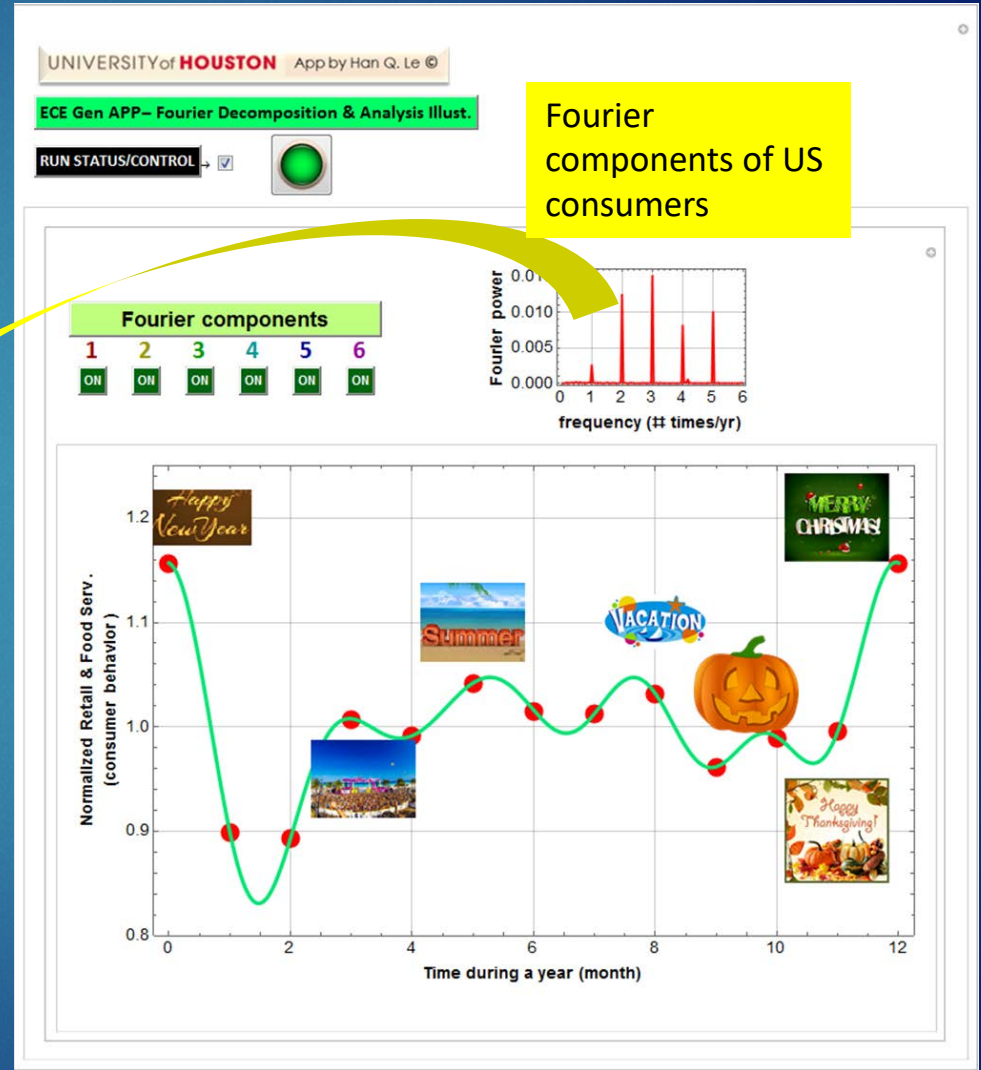 UNIVERSITYof HOUSTON App by Han Q. Le ©
ECE Gen APP– Fourier Decomposition & Analysis Illust.
RUN STATUS/CONTROL →
Fourier
components of US
consumers
Fourier components
1 2 3 4 5 6
ON ON ON ON ON ON
Fourier power
0.01
0.010
0.005
0.000
0 1 2 3 4 5 6
frequency (# times/yr)
Normalized Retail & Food Serv.
(consumer behavior)
1.2
1.1
1.0
0.9
0.8
Happy
New Year
MERRY
CHRISTMAS!
Summer
VACATION
Happy
Thanksgiving!
0 2 4 6 8 10 12
Time during a year (month)